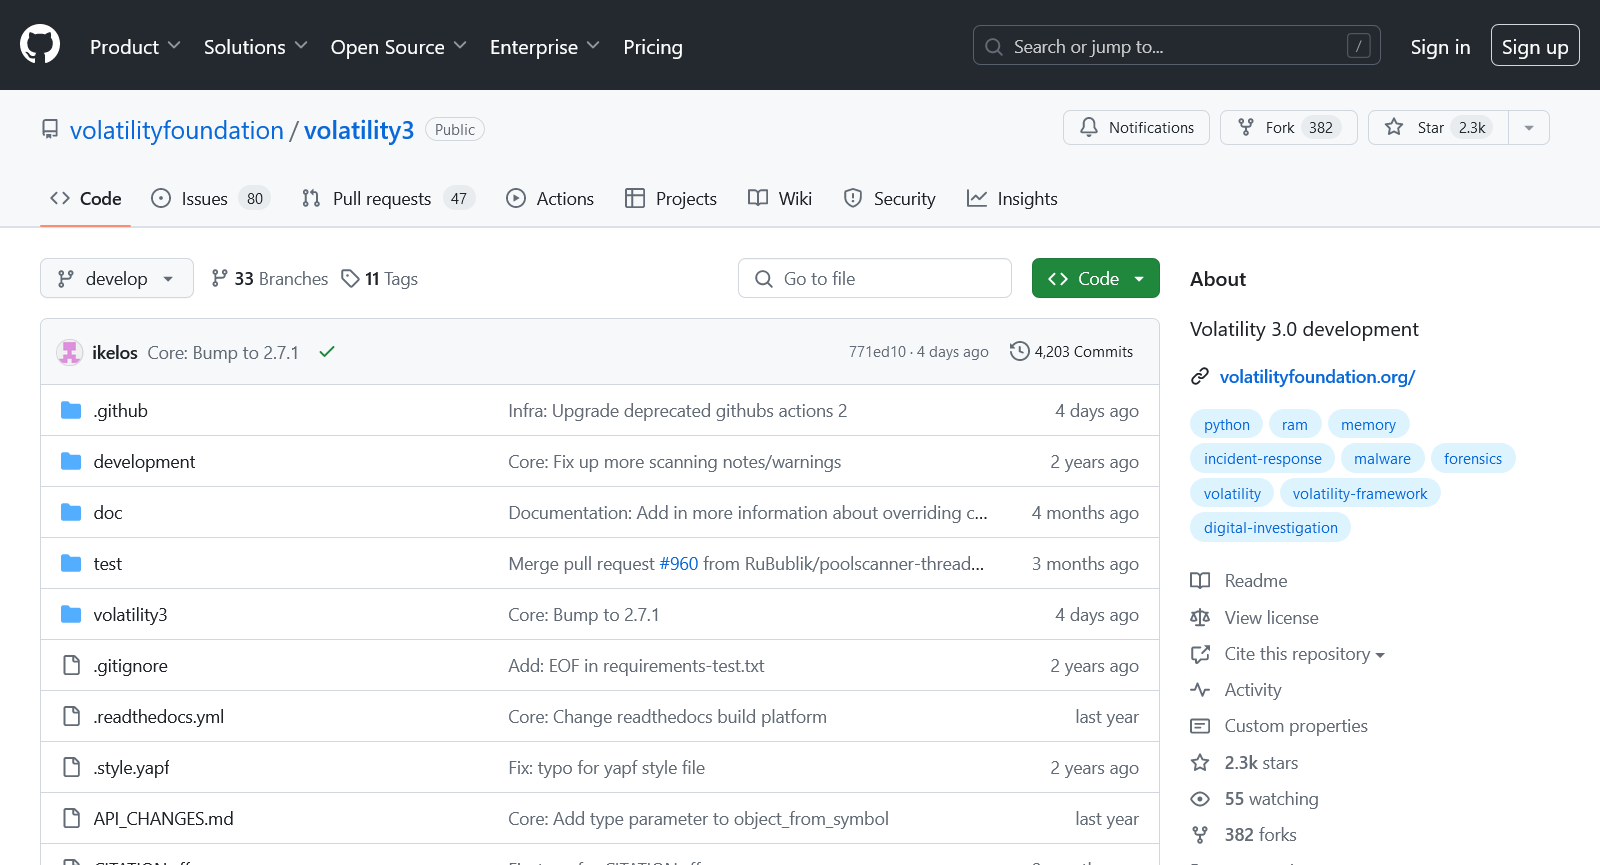 Product Solutions Open Source Enterprise Pricing Search or jump to... / Sign in Sign up
volatilityfoundation / volatility3 Public Notifications Fork 382 Star 2.3k
Code Issues 80 Pull requests 47 Actions Projects Wiki Security Insights
develop 33 Branches 11 Tags Go to file Code
ikelos Core: Bump to 2.7.1 771ed10 · 4 days ago 4,203 Commits
.github Infra: Upgrade deprecated githubs actions 2 4 days ago
development Core: Fix up more scanning notes/warnings 2 years ago
doc Documentation: Add in more information about overriding c... 4 months ago
test Merge pull request #960 from RuBublik/poolscanner-thread... 3 months ago
volatility3 Core: Bump to 2.7.1 4 days ago
.gitignore Add: EOF in requirements-test.txt 2 years ago
.readthedocs.yml Core: Change readthedocs build platform last year
.style.yapf Fix: typo for yapf style file 2 years ago
API_CHANGES.md Core: Add type parameter to object_from_symbol last year
About
Volatility 3.0 development
volatilityfoundation.org/
python ram memory
incident-response malware forensics
volatility volatility-framework
digital-investigation
Readme
View license
Cite this repository
Activity
Custom properties
2.3k stars
55 watching
382 forks